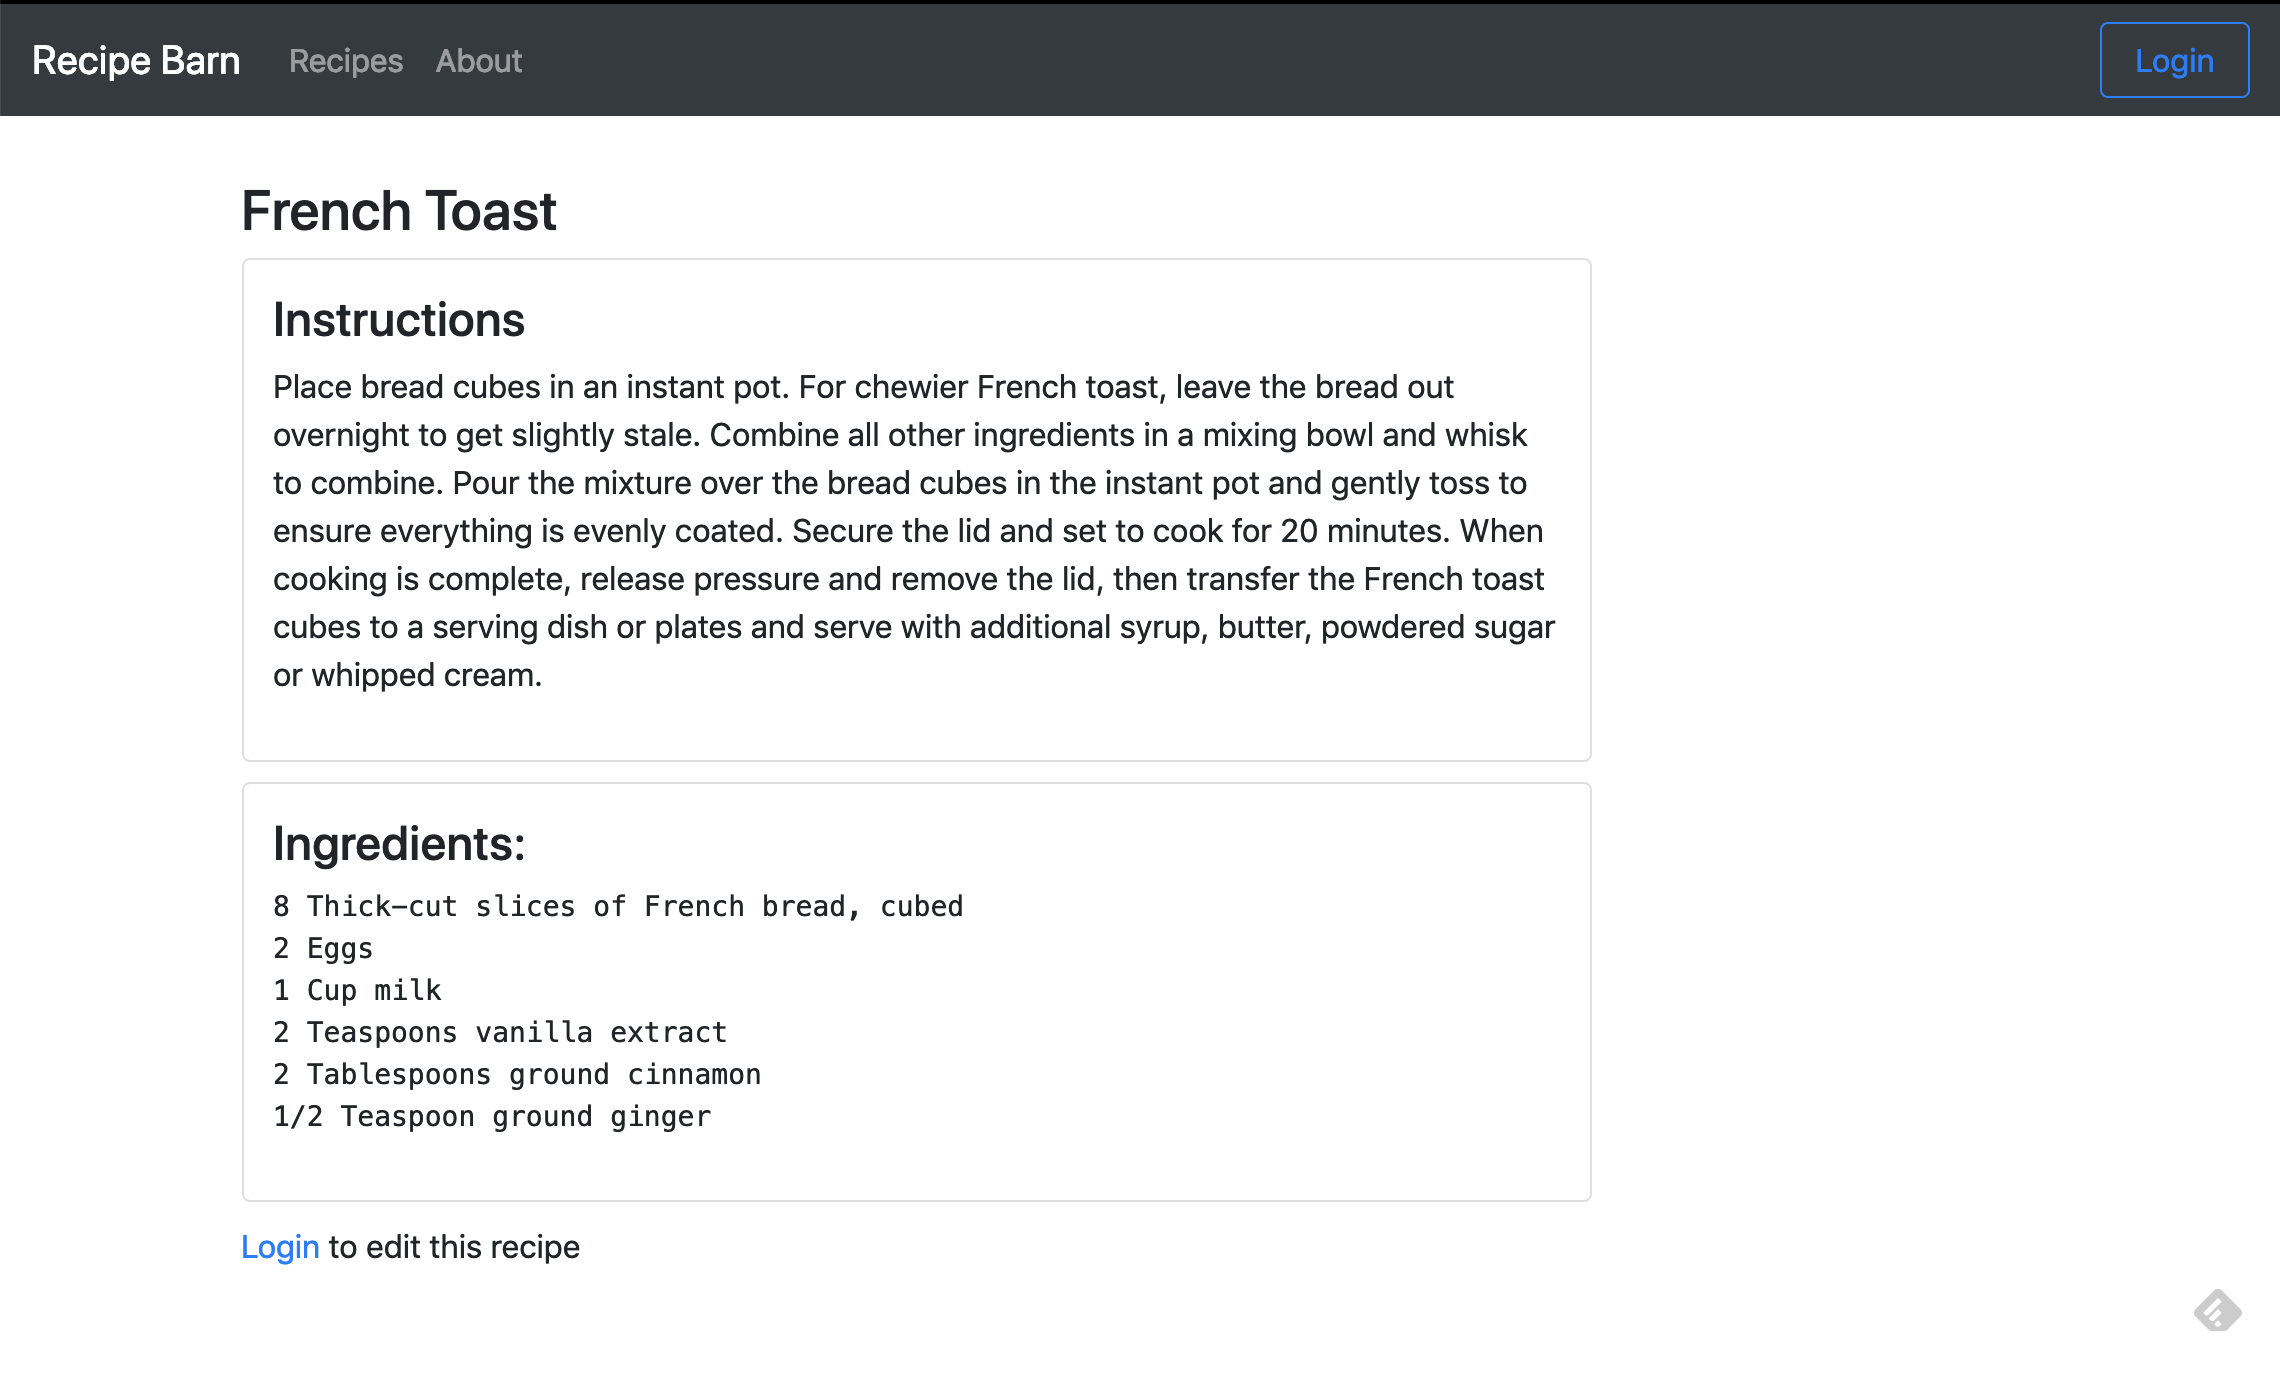 Recipe Barn Recipes About Login
French Toast
Instructions
Place bread cubes in an instant pot. For chewier French toast, leave the bread out
overnight to get slightly stale. Combine all other ingredients in a mixing bowl and whisk
to combine. Pour the mixture over the bread cubes in the instant pot and gently toss to
ensure everything is evenly coated. Secure the lid and set to cook for 20 minutes. When
cooking is complete, release pressure and remove the lid, then transfer the French toast
cubes to a serving dish or plates and serve with additional syrup, butter, powdered sugar
or whipped cream.
Ingredients:
8 Thick-cut slices of French bread, cubed
2 Eggs
1 Cup milk
2 Teaspoons vanilla extract
2 Tablespoons ground cinnamon
1/2 Teaspoon ground ginger
Login to edit this recipe